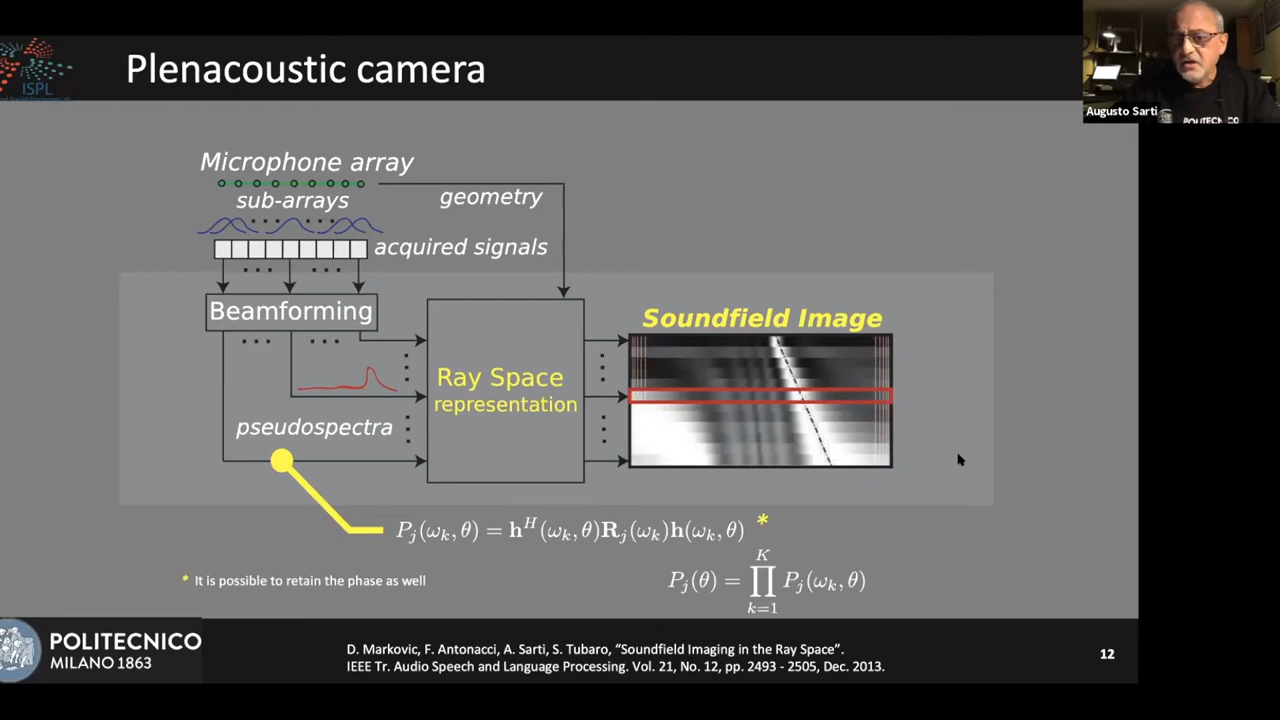 Plenacoustic camera
ISPL
Augusto Sarti
POLITECNICO
Microphone array
sub-arrays
geometry
acquired signals
Beamforming
Soundfield Image
Ray Space
representation
pseudospectra
P_j(ω_k, θ) = h^H(ω_k, θ)R_j(ω_k)h(ω_k, θ) *
* It is possible to retain the phase as well
P_j(θ) = ∏_{k=1}^{K} P_j(ω_k, θ)
POLITECNICO
MILANO 1863
D. Markovic, F. Antonacci, A. Sarti, S. Tubaro, “Soundfield Imaging in the Ray Space”.
IEEE Tr. Audio Speech and Language Processing. Vol. 21, No. 12, pp. 2493 - 2505, Dec. 2013.
12